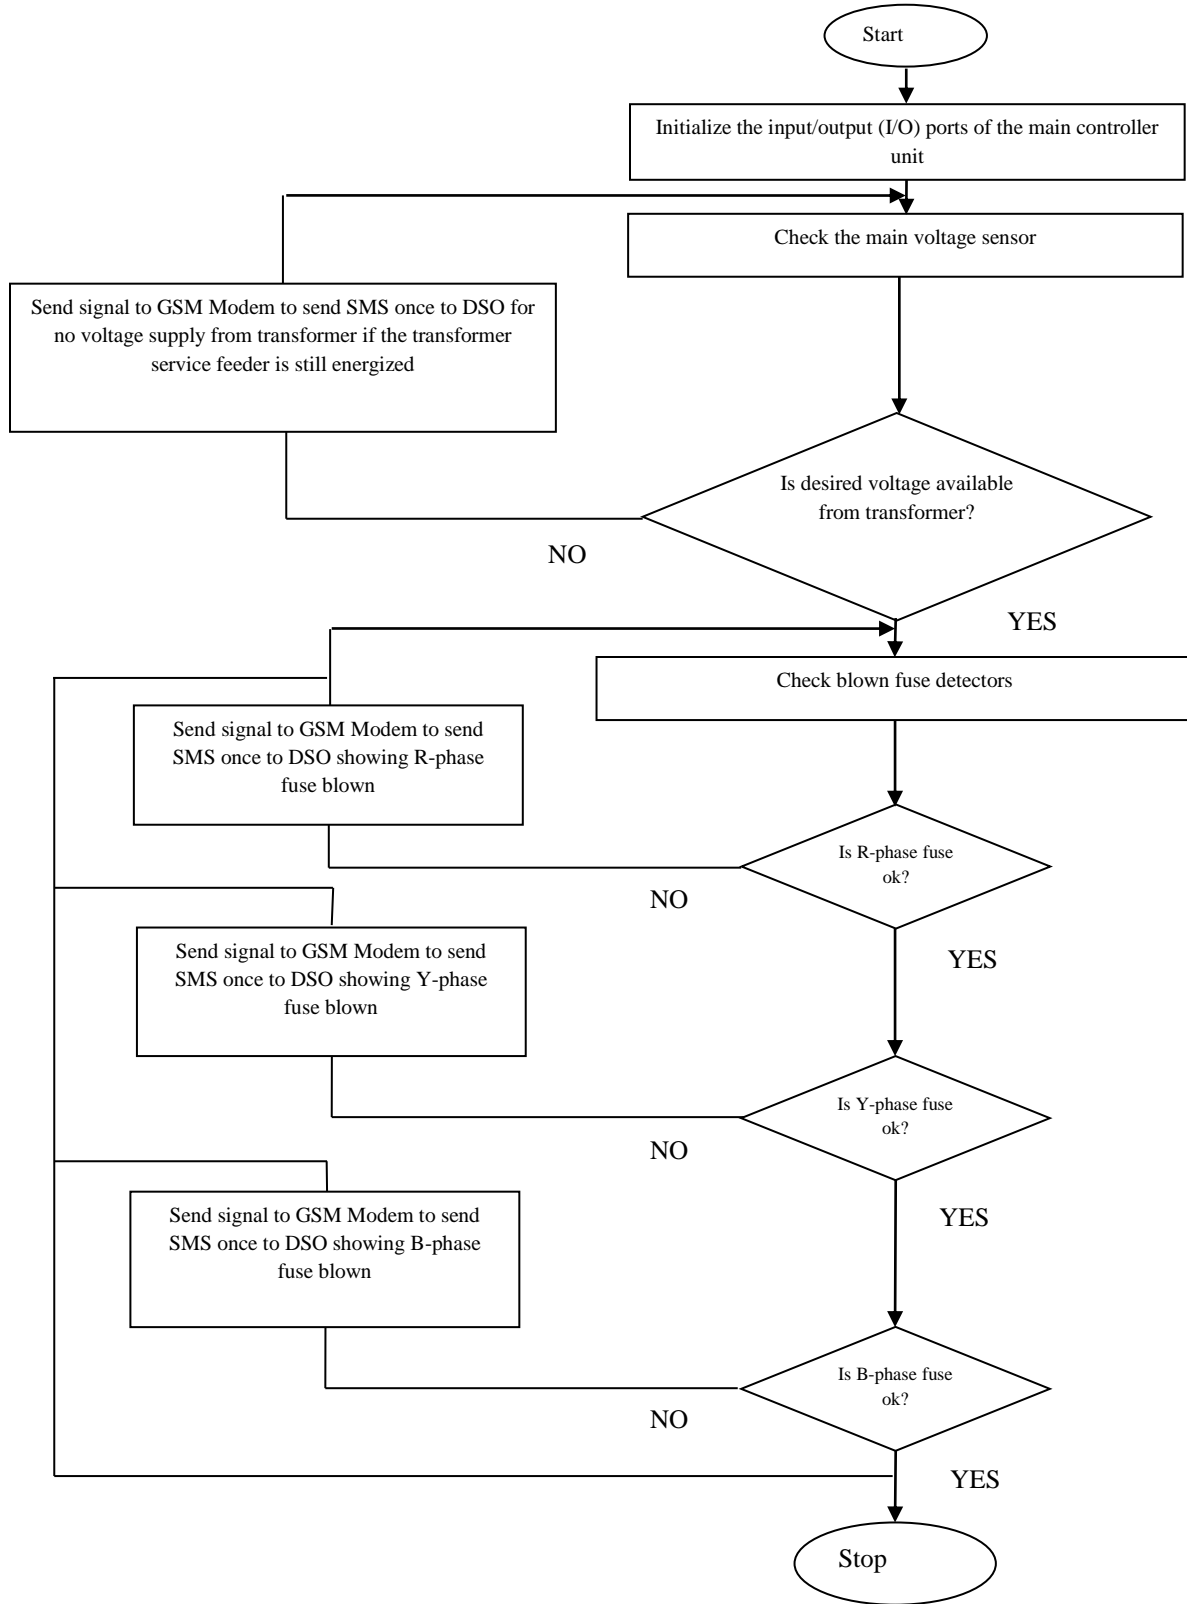 Start
Initialize the input/output (I/O) ports of the main controller
unit
Check the main voltage sensor
Send signal to GSM Modem to send SMS once to DSO for
no voltage supply from transformer if the transformer
service feeder is still energized
Is desired voltage available
from transformer?
NO
YES
Check blown fuse detectors
Send signal to GSM Modem to send
SMS once to DSO showing R-phase
fuse blown
Is R-phase fuse
ok?
NO
YES
Send signal to GSM Modem to send
SMS once to DSO showing Y-phase
fuse blown
Is Y-phase fuse
ok?
NO
YES
Send signal to GSM Modem to send
SMS once to DSO showing B-phase
fuse blown
Is B-phase fuse
ok?
NO
YES
Stop